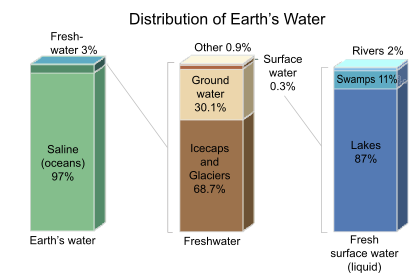 Distribution of Earth's Water
Fresh-
water 3%
Saline
(oceans)
97%
Earth's water
Other 0.9%
Ground
water
30.1%
Icecaps
and
Glaciers
68.7%
Freshwater
Surface
water
0.3%
Rivers 2%
Swamps 11%
Lakes
87%
Fresh
surface water
(liquid)